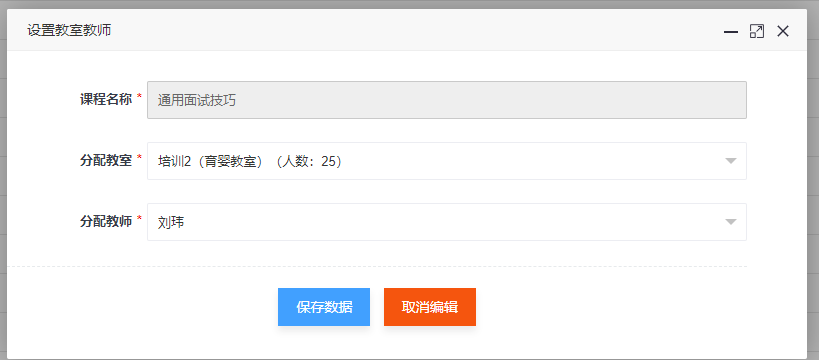 设置教室教师
课程名称 * 通用面试技巧
分配教室 * 培训2（育婴教室）（人数：25）
分配教师 * 刘玮
保存数据 取消编辑